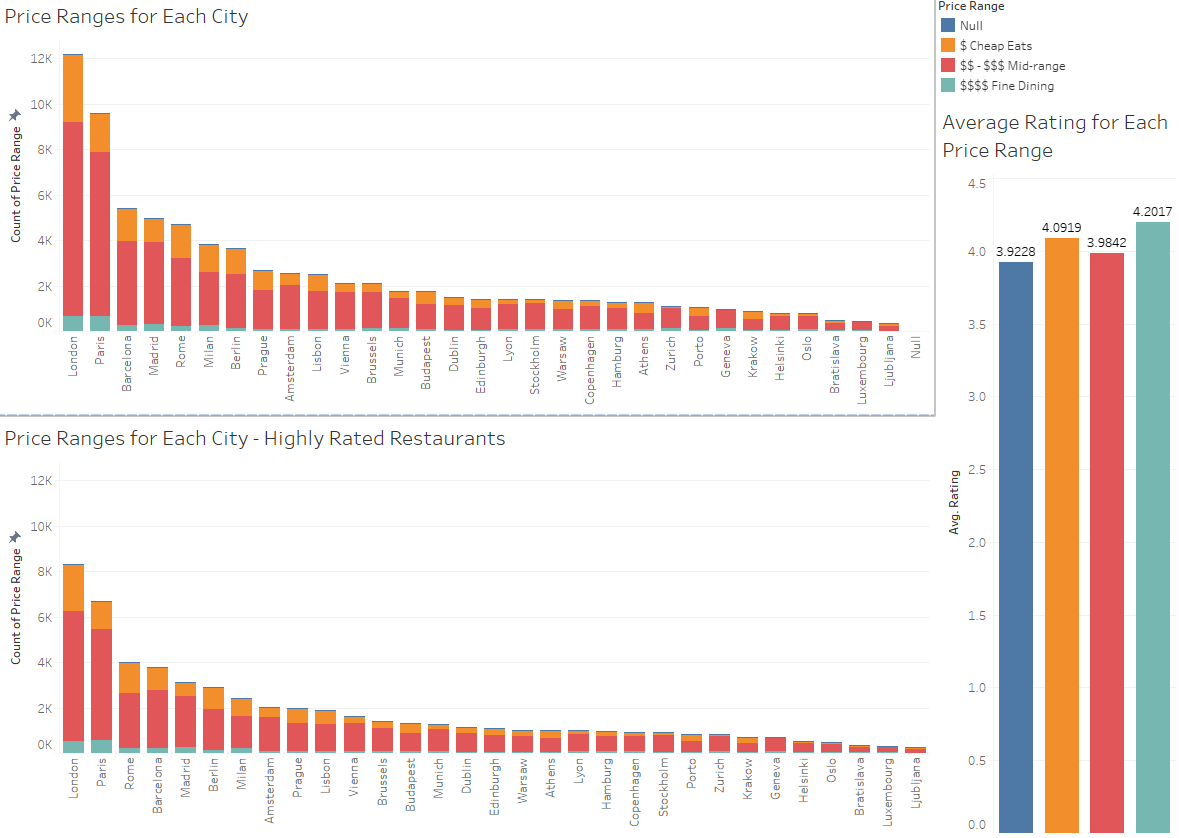 Price Ranges for Each City
Count of Price Range
12K
10K
8K
6K
4K
2K
0K
London
Paris
Barcelona
Madrid
Rome
Milan
Berlin
Prague
Amsterdam
Lisbon
Vienna
Brussels
Munich
Budapest
Dublin
Edinburgh
Lyon
Stockholm
Warsaw
Copenhagen
Hamburg
Athens
Zurich
Porto
Geneva
Krakow
Helsinki
Oslo
Bratislava
Luxembourg
Ljubljana
Null
Price Ranges for Each City - Highly Rated Restaurants
Count of Price Range
12K
10K
8K
6K
4K
2K
0K
London
Paris
Rome
Barcelona
Madrid
Berlin
Milan
Amsterdam
Prague
Lisbon
Vienna
Brussels
Budapest
Munich
Dublin
Edinburgh
Warsaw
Athens
Lyon
Hamburg
Copenhagen
Stockholm
Porto
Zurich
Krakow
Geneva
Helsinki
Oslo
Bratislava
Luxembourg
Ljubljana
Price Range
Null
$ Cheap Eats
$$ - $$$ Mid-range
$$$$ Fine Dining
Average Rating for Each
Price Range
Avg. Rating
4.5
4.0
3.5
3.0
2.5
2.0
1.5
1.0
0.5
0.0
3.9228
4.0919
3.9842
4.2017